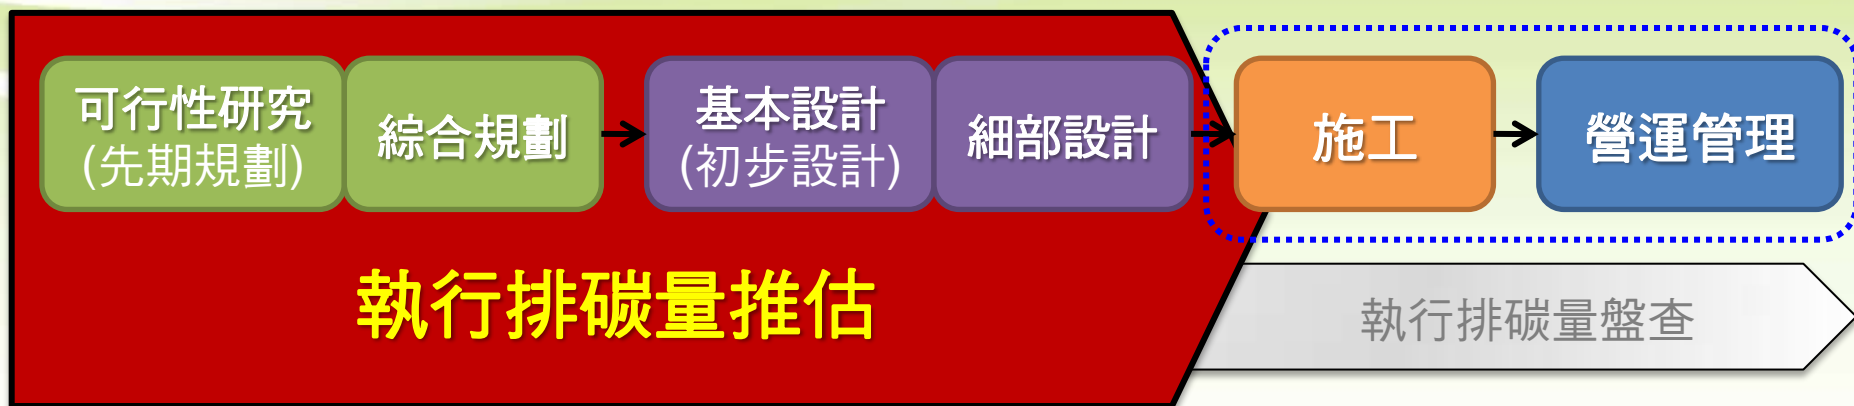 可行性研究
(先期規劃)
綜合規劃
基本設計
(初步設計)
細部設計
施工
營運管理
執行排碳量推估
執行排碳量盤查